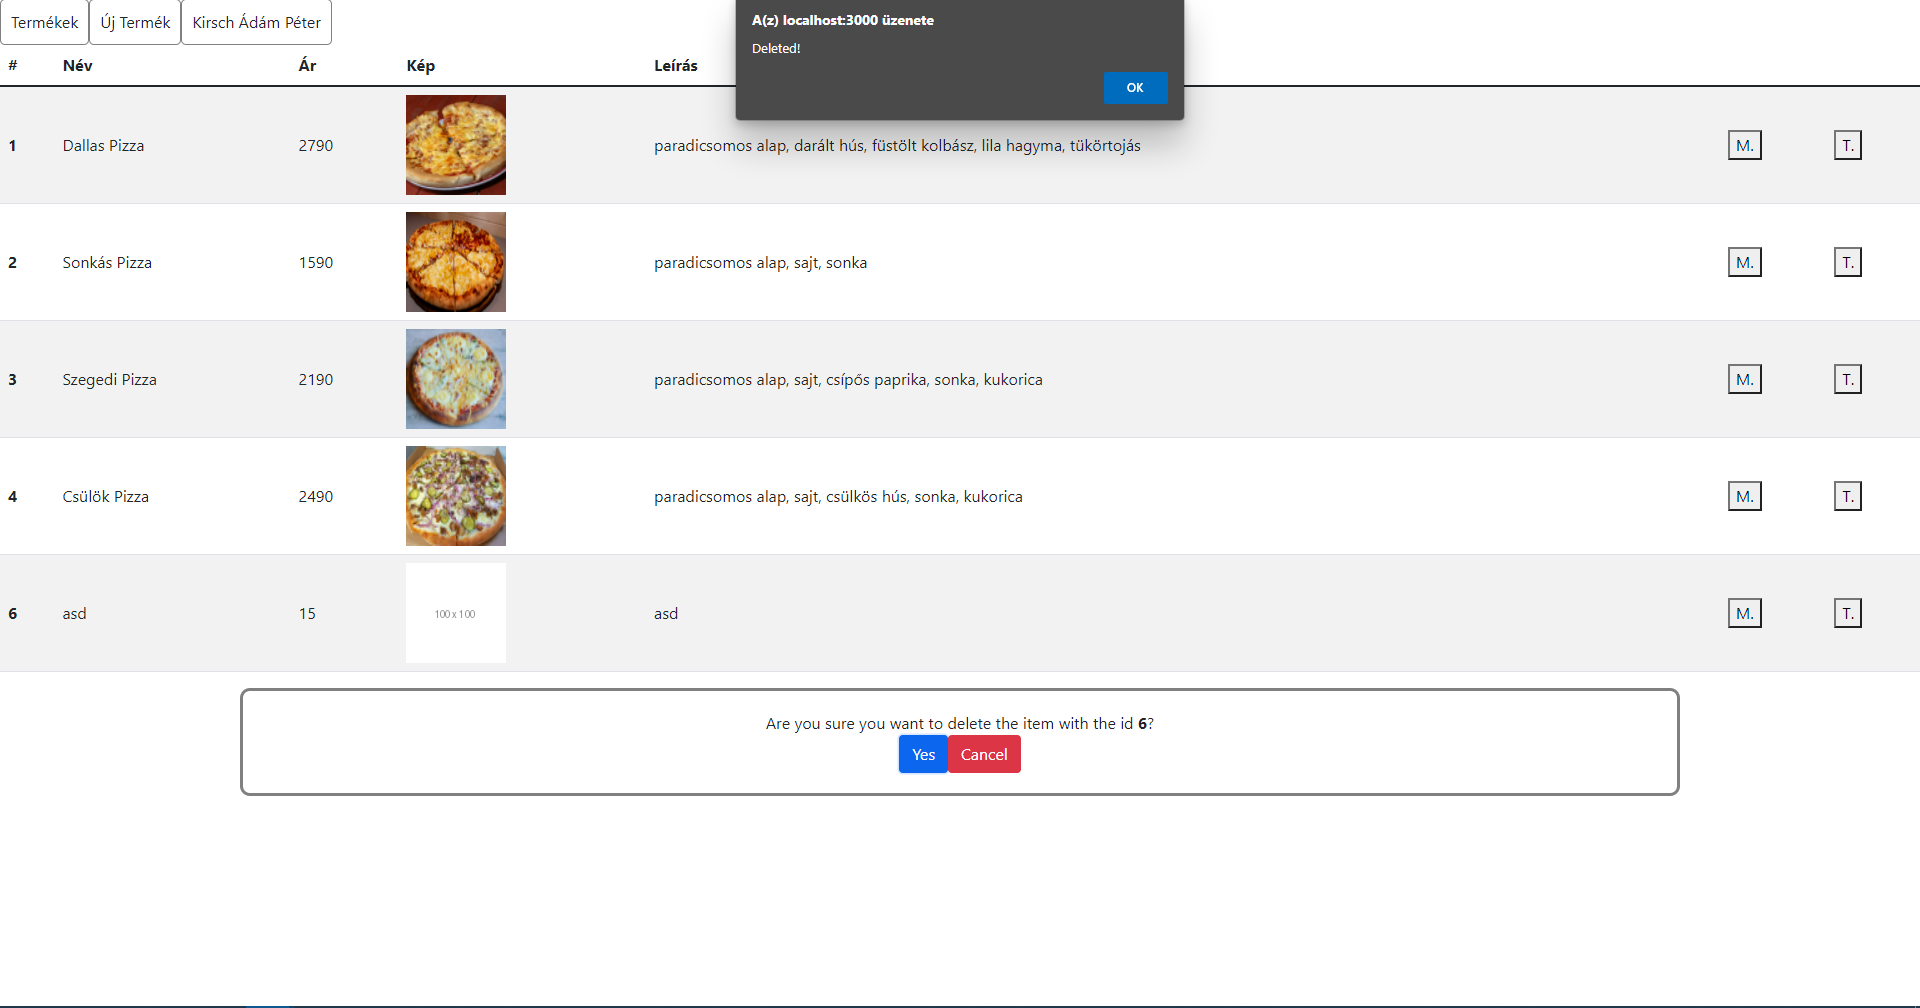 Termékek Új Termék Kirsch Ádám Péter
A(z) localhost:3000 üzenete
Deleted!
OK
# Név Ár Kép Leírás
1 Dallas Pizza 2790 paradicsomos alap, darált hús, füstölt kolbász, lila hagyma, tükörtojás M. T.
2 Sonkás Pizza 1590 paradicsomos alap, sajt, sonka M. T.
3 Szegedi Pizza 2190 paradicsomos alap, sajt, csípős paprika, sonka, kukorica M. T.
4 Csülök Pizza 2490 paradicsomos alap, sajt, csülkös hús, sonka, kukorica M. T.
6 asd 15 100 x 100 asd M. T.
Are you sure you want to delete the item with the id 6?
Yes Cancel